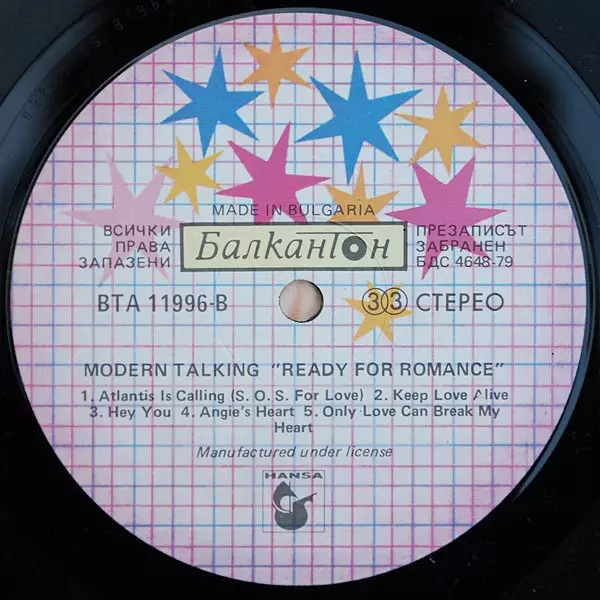 MADE IN BULGARIA
ВСИЧКИ
ПРАВА
ЗАПАЗЕНИ
Балкантон
ПРЕЗАПИСЪТ
ЗАБРАНЕН
БДС 4648-79
ВТА 11996-В
33 СТЕРЕО
MODERN TALKING "READY FOR ROMANCE"
1. Atlantis Is Calling (S. O. S. For Love) 2. Keep Love Alive
3. Hey You 4. Angie's Heart 5. Only Love Can Break My
Heart
Manufactured under license
HANSA